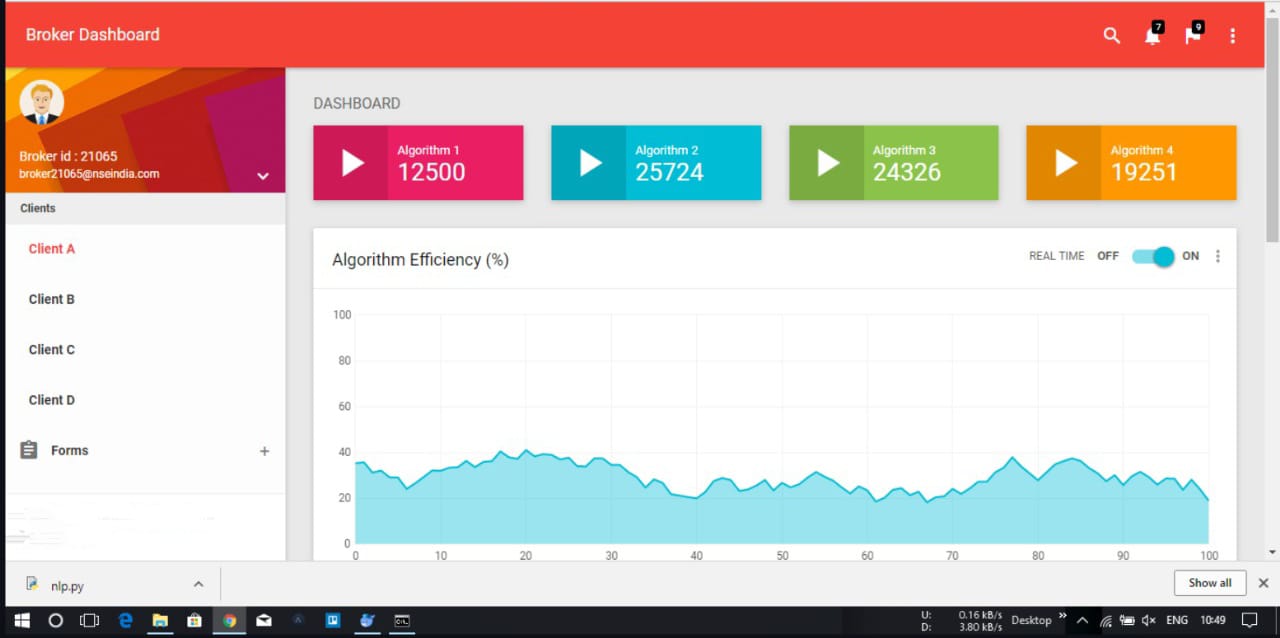 Broker Dashboard
7
9
Broker id : 21065
broker21065@nseindia.com
Clients
Client A
Client B
Client C
Client D
Forms
+
DASHBOARD
Algorithm 1
12500
Algorithm 2
25724
Algorithm 3
24326
Algorithm 4
19251
Algorithm Efficiency (%)
REAL TIME OFF ON
100
80
60
40
20
0
0 10 20 30 40 50 60 70 80 90 100
nlp.py
Show all
U: 0.16 kB/s
D: 3.80 kB/s
Desktop
ENG
10:49